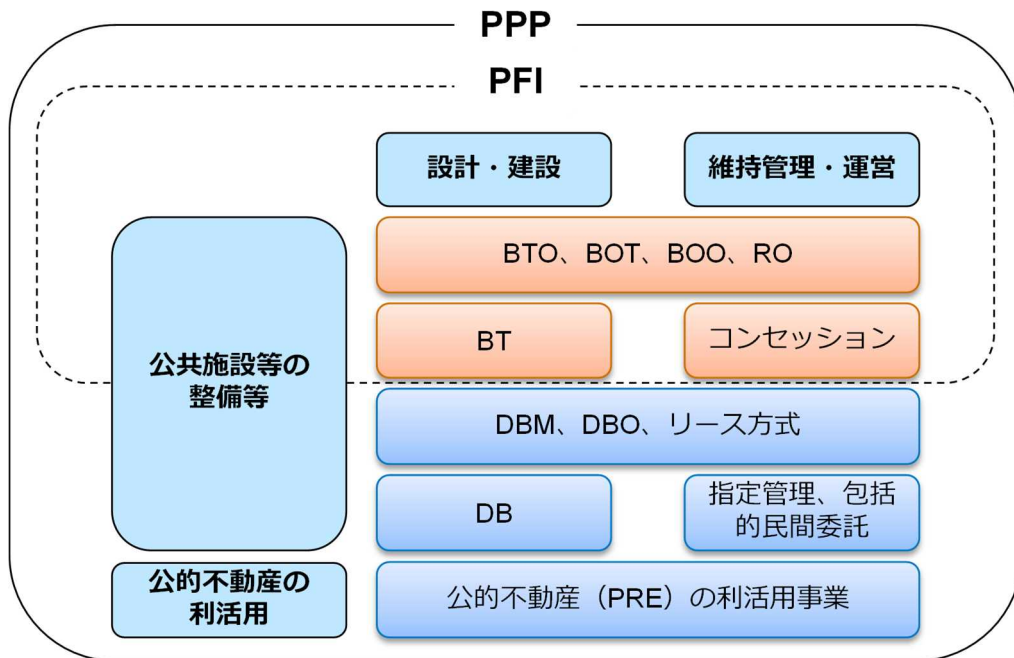 PPP
PFI
設計・建設
維持管理・運営
BTO、BOT、BOO、RO
公共施設等の
整備等
BT
コンセッション
DBM、DBO、リース方式
DB
指定管理、包括
的民間委託
公的不動産の
利活用
公的不動産（PRE）の利活用事業